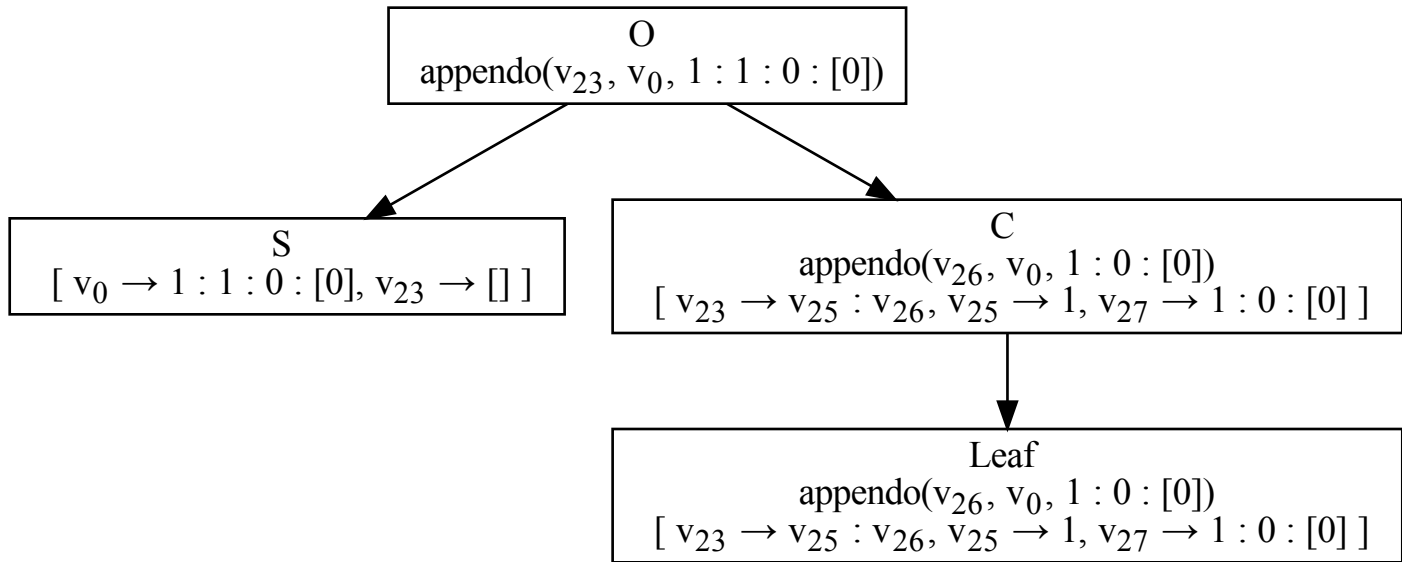 O
appendo(v₂₃, v₀, 1 : 1 : 0 : [0])
S
[ v₀ → 1 : 1 : 0 : [0], v₂₃ → [] ]
C
appendo(v₂₆, v₀, 1 : 0 : [0])
[ v₂₃ → v₂₅ : v₂₆, v₂₅ → 1, v₂₇ → 1 : 0 : [0] ]
Leaf
appendo(v₂₆, v₀, 1 : 0 : [0])
[ v₂₃ → v₂₅ : v₂₆, v₂₅ → 1, v₂₇ → 1 : 0 : [0] ]